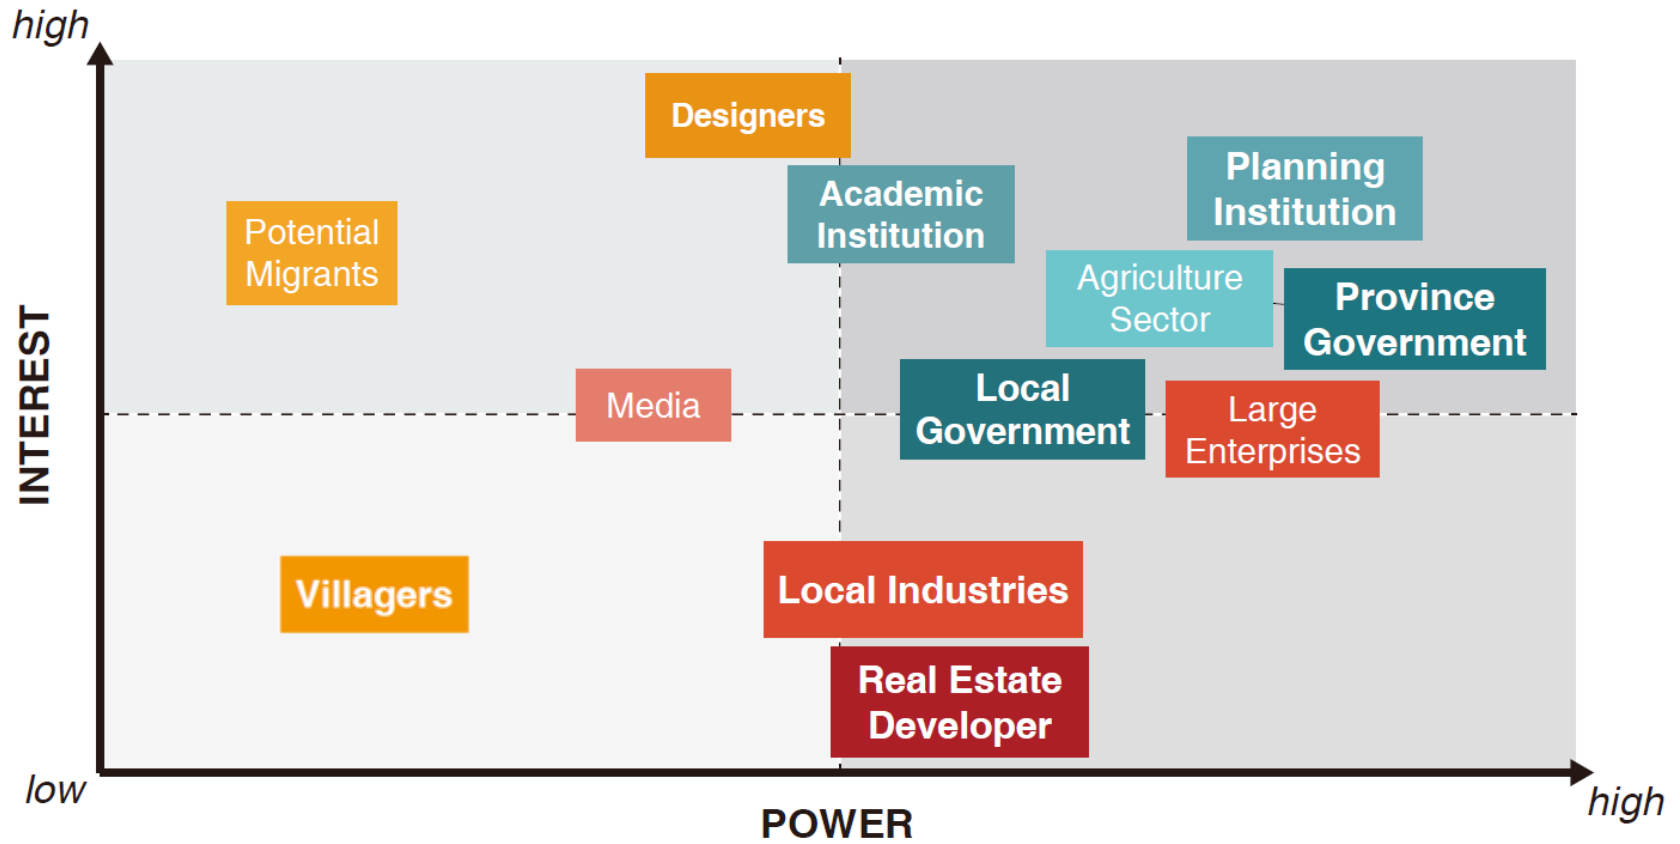 high
Designers
Planning
Institution
Academic
Institution
Potential
Migrants
Agriculture
Sector
Province
Government
INTEREST
Media
Local
Government
Large
Enterprises
Villagers
Local Industries
Real Estate
Developer
low
POWER
high